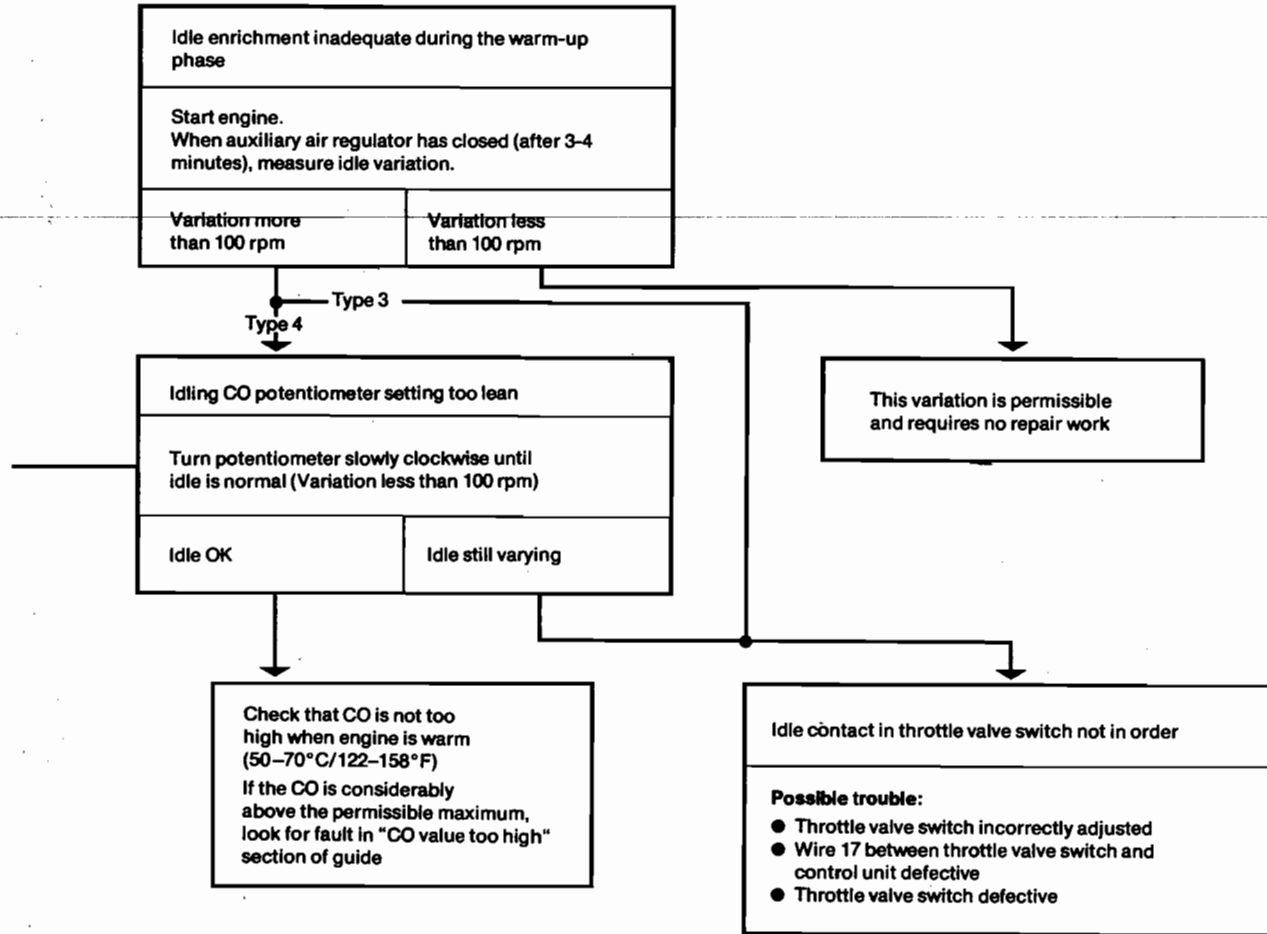 Idle enrichment inadequate during the warm-up
phase
Start engine.
When auxiliary air regulator has closed (after 3-4
minutes), measure idle variation.
Variation more
than 100 rpm
Variation less
than 100 rpm
Type 3
Type 4
Idling CO potentiometer setting too lean
Turn potentiometer slowly clockwise until
idle is normal (Variation less than 100 rpm)
Idle OK
Idle still varying
This variation is permissible
and requires no repair work
Check that CO is not too
high when engine is warm
(50–70°C/122–158°F)
If the CO is considerably
above the permissible maximum,
look for fault in "CO value too high"
section of guide
Idle contact in throttle valve switch not in order
Possible trouble:
● Throttle valve switch incorrectly adjusted
● Wire 17 between throttle valve switch and
control unit defective
● Throttle valve switch defective